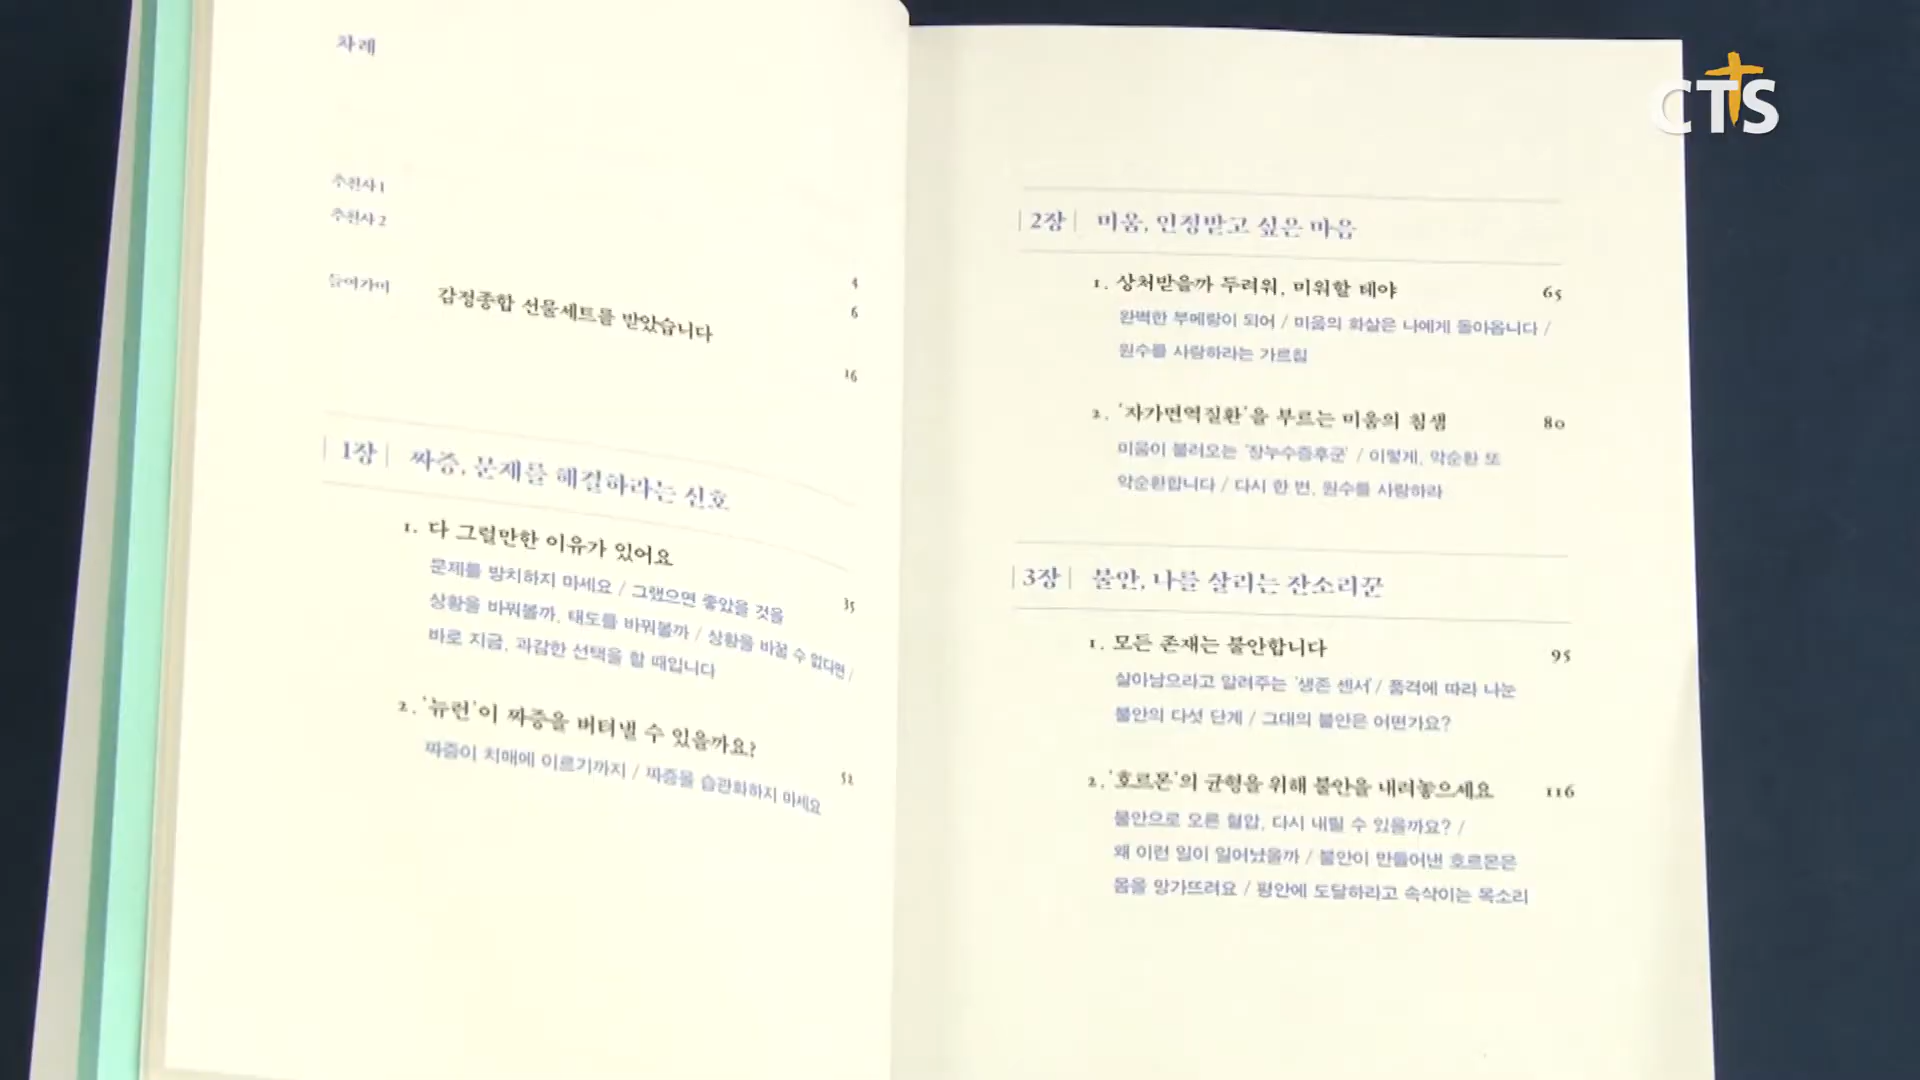 차례
추천사 1
추천사 2
4
6
들어가며 감정종합 선물세트를 받았습니다
16
1장 짜증, 문제를 해결하라는 신호
1. 다 그럴만한 이유가 있어요 35
문제를 방치하지 마세요 / 그랬으면 좋았을 것을
상황을 바꿔볼까, 태도를 바꿔볼까 / 상황을 바꿀 수 없다면 /
바로 지금, 과감한 선택을 할 때입니다
2. '뉴런'이 짜증을 버텨낼 수 있을까요? 52
짜증이 치매에 이르기까지 / 짜증을 습관화하지 마세요
CTS
2장 미움, 인정받고 싶은 마음
1. 상처받을까 두려워, 미워할 테야 65
완벽한 부메랑이 되어 / 미움의 화살은 나에게 돌아옵니다 /
원수를 사랑하라는 가르침
2. '자가면역질환'을 부르는 미움의 침샘 80
미움이 불러오는 '장누수증후군' / 이렇게, 악순환 또
악순환합니다 / 다시 한 번, 원수를 사랑하라
3장 불안, 나를 살리는 잔소리꾼
1. 모든 존재는 불안합니다 95
살아남으라고 알려주는 '생존 센서' / 품격에 따라 나눈
불안의 다섯 단계 / 그대의 불안은 어떤가요?
2. '호르몬'의 균형을 위해 불안을 내려놓으세요 116
불안으로 오른 혈압, 다시 내릴 수 있을까요? /
왜 이런 일이 일어났을까 / 불안이 만들어낸 호르몬은
몸을 망가뜨려요 / 평안에 도달하라고 속삭이는 목소리